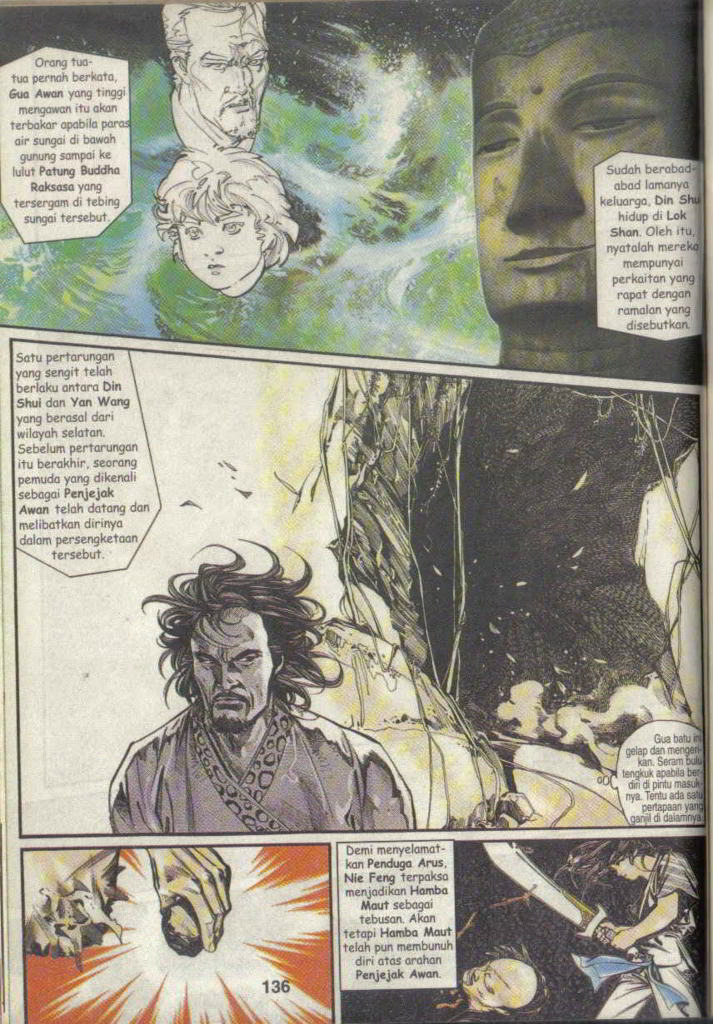 Orang tua-
tua pernah berkata,
Gua Awan yang tinggi
mengawan itu akan
terbakar apabila paras
air sungai di bawah
gunung sampai ke
lulut Patung Buddha
Raksasa yang
tersergam di tebing
sungai tersebut.
Sudah berabad-
abad lamanya
keluarga, Din Shui
hidup di Lok
Shan. Oleh itu,
nyatalah mereka
mempunyai
perkaitan yang
rapat dengan
ramalan yang
disebutkan.
Satu pertarungan
yang sengit telah
berlaku antara Din
Shui dan Yan Wang
yang berasal dari
wilayah selatan.
Sebelum pertarungan
itu berakhir, seorang
pemuda yang dikenali
sebagai Penjejak
Awan telah datang dan
melibatkan dirinya
dalam persengketaan
tersebut.
Gua batu ini
gelap dan mengeri-
kan. Seram bulu
tengkuk apabila ber-
diri di pintu masuk-
nya. Tentu ada satu
pertapaan yang
ganjil di dalamnya.
Demi menyelamat-
kan Penduga Arus,
Nie Feng terpaksa
menjadikan Hamba
Maut sebagai
tebusan. Akan
tetapi Hamba Maut
telah pun membunuh
diri atas arahan
Penjejak Awan.
136